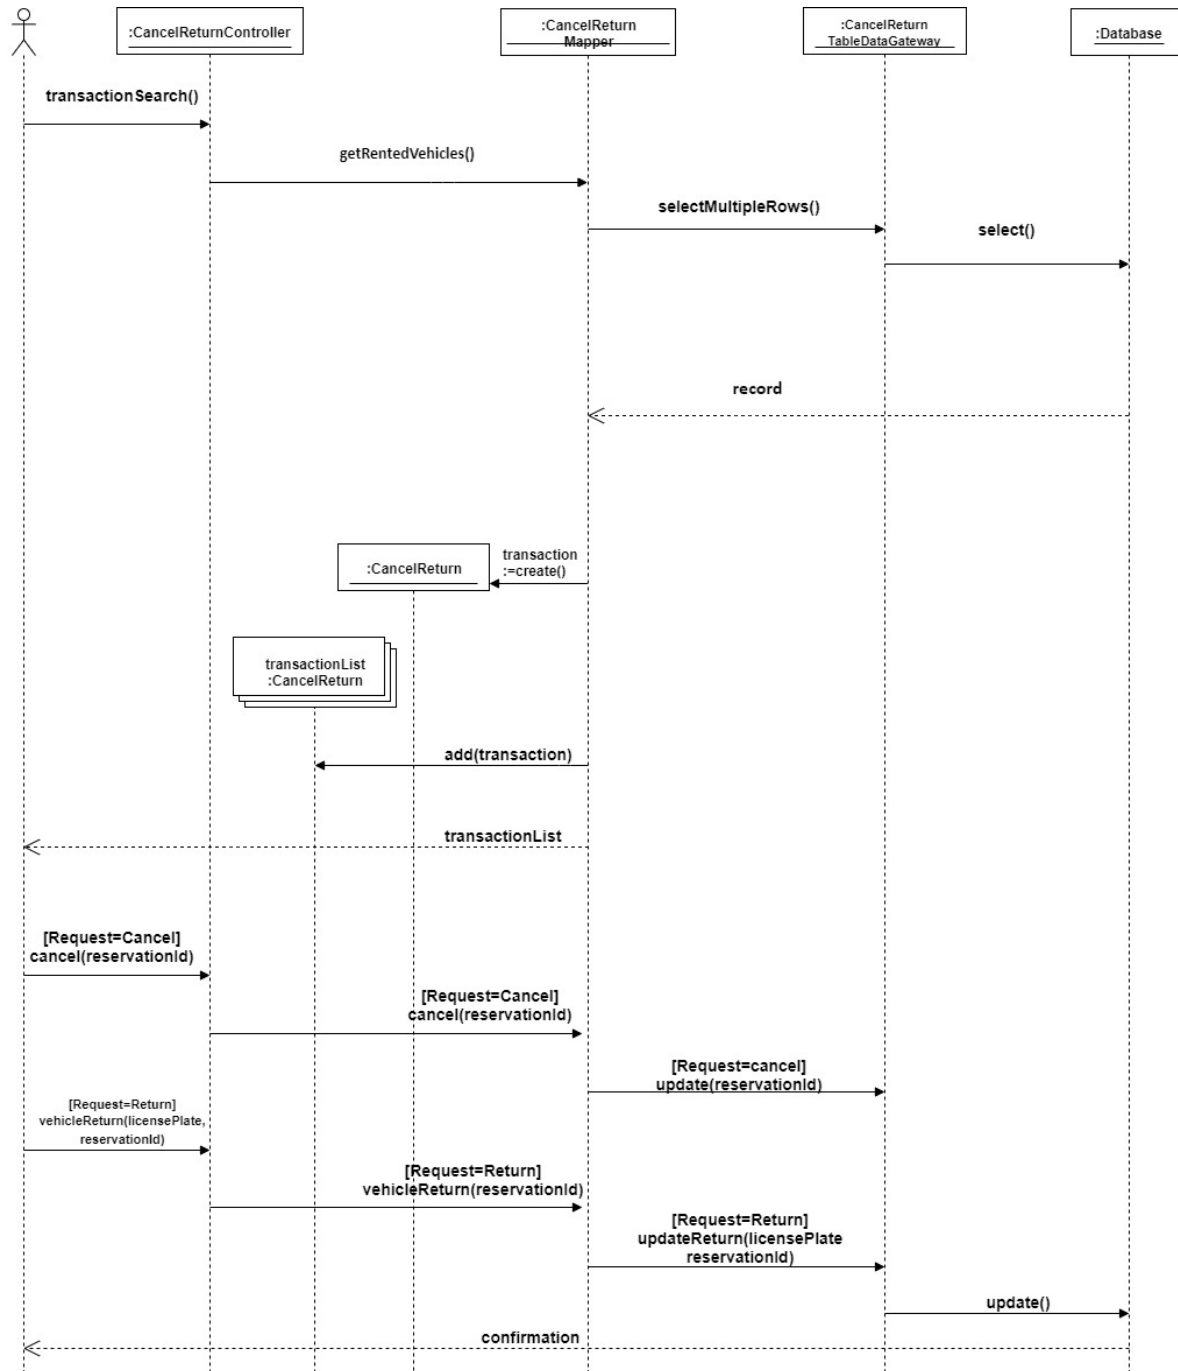 :CancelReturnController
:CancelReturn
Mapper
:CancelReturn
TableDataGateway
:Database
transactionSearch()
getRentedVehicles()
selectMultipleRows()
select()
record
transaction
:=create()
:CancelReturn
transactionList
:CancelReturn
add(transaction)
transactionList
[Request=Cancel]
cancel(reservationId)
[Request=Cancel]
cancel(reservationId)
[Request=cancel]
update(reservationId)
[Request=Return]
vehicleReturn(licensePlate,
reservationId)
[Request=Return]
vehicleReturn(reservationId)
[Request=Return]
updateReturn(licensePlate
reservationId)
update()
confirmation